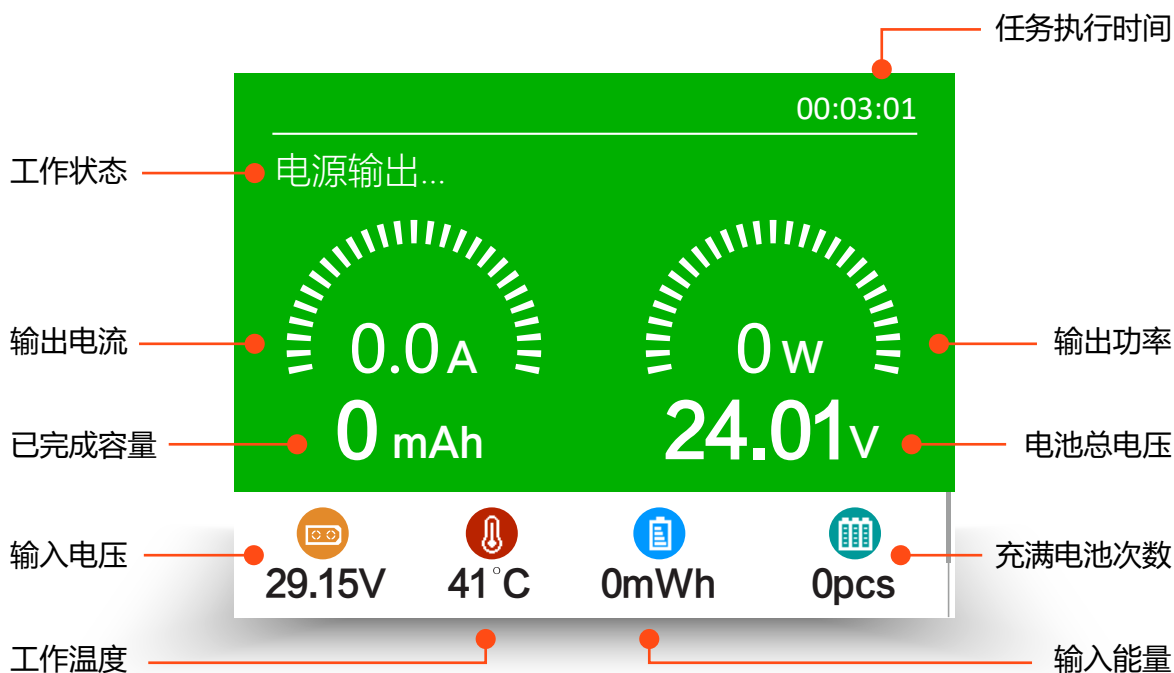 任务执行时间
00:03:01
工作状态
电源输出...
输出电流
0.0A
0W
输出功率
已完成容量
0 mAh
24.01V
电池总电压
输入电压
29.15V
41°C
0mWh
0pcs
充满电池次数
工作温度
输入能量